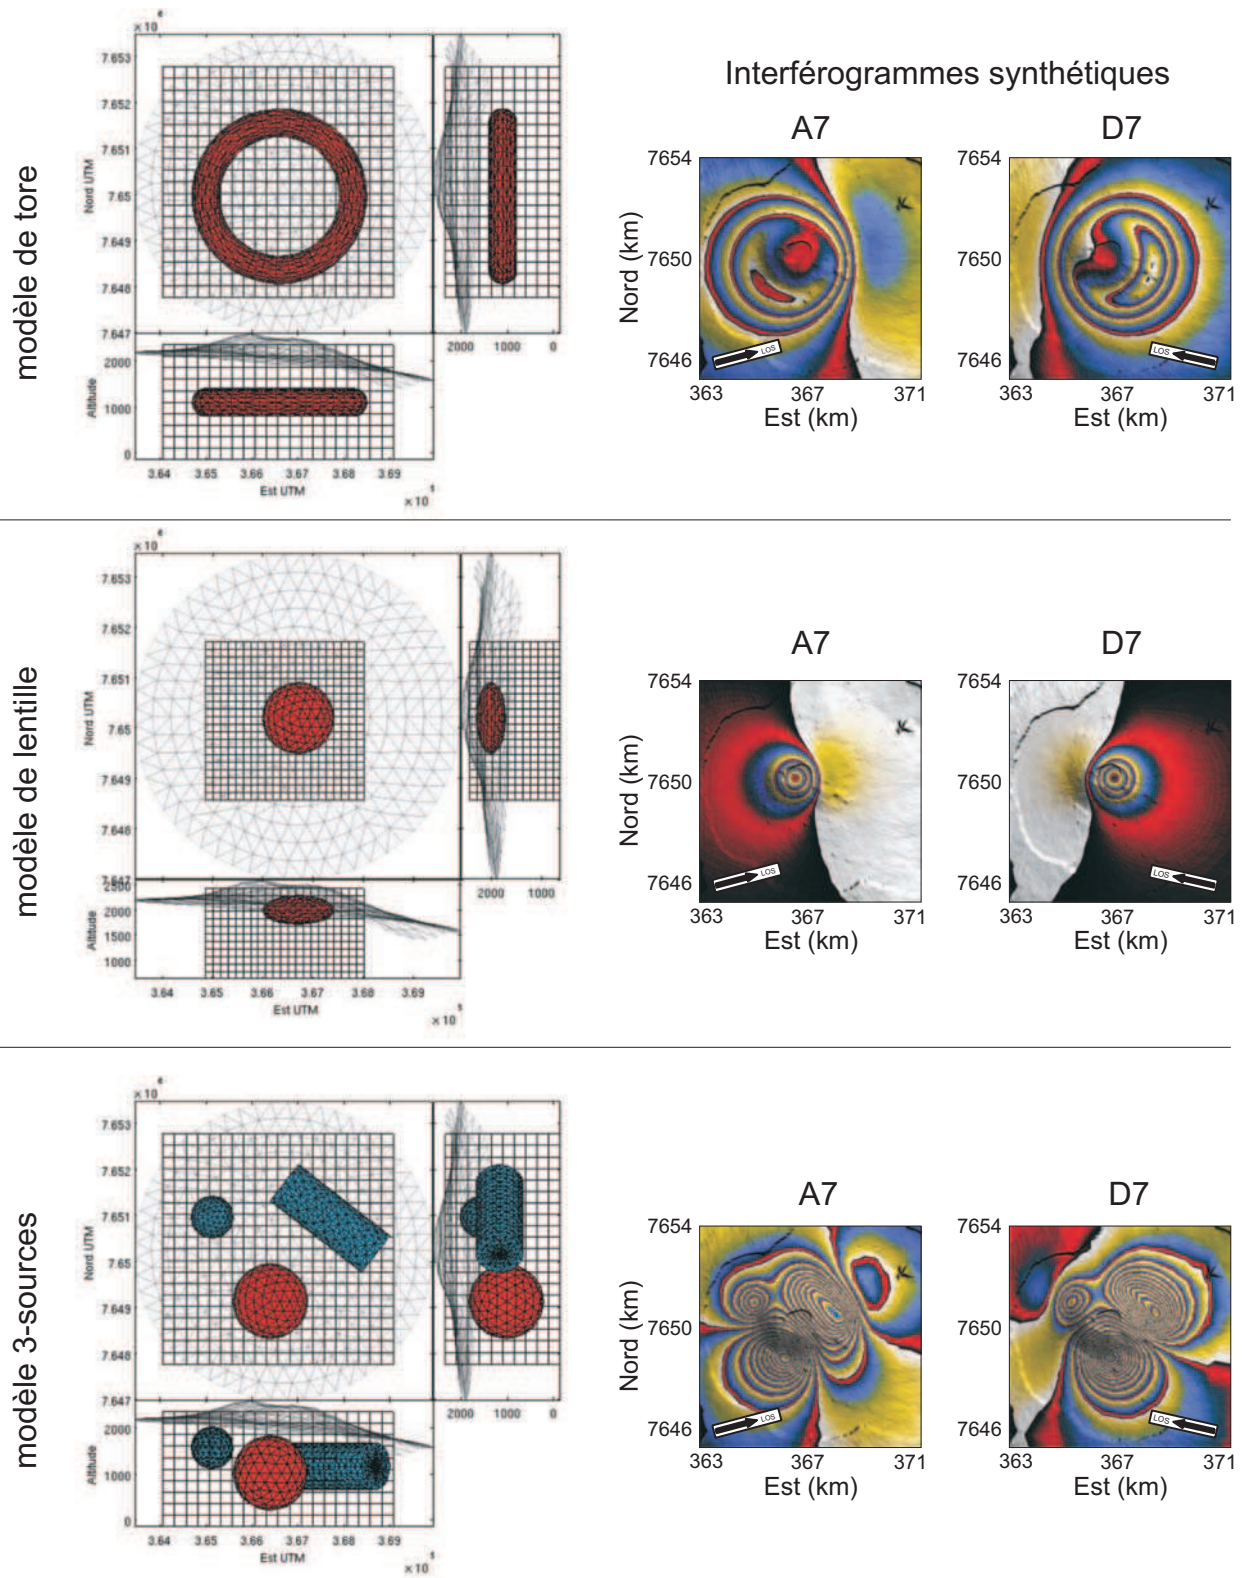 modèle de tore
×10⁶
7.653
7.652
7.651
7.65
7.649
7.648
7.647
Nord UTM
2000
1000
0
Altitude
2000 1000 0
3.64 3.65 3.66 3.67 3.68 3.69
Est UTM
×10⁵
Interférogrammes synthétiques
A7
D7
7654
7650
7646
Nord (km)
LOS
363 367 371
Est (km)
7654
7650
7646
LOS
363 367 371
Est (km)
modèle de lentille
×10⁶
7.653
7.652
7.651
7.65
7.649
7.648
7.647
Nord UTM
2500
2000
1500
1000
Altitude
2000 1000
3.64 3.65 3.66 3.67 3.68 3.69
Est UTM
×10⁵
A7
D7
7654
7650
7646
Nord (km)
LOS
363 367 371
Est (km)
7654
7650
7646
LOS
363 367 371
Est (km)
modèle 3-sources
×10⁶
7.653
7.652
7.651
7.65
7.649
7.648
7.647
Nord UTM
2000
1000
0
Altitude
2000 1000 0
3.64 3.65 3.66 3.67 3.68 3.69
Est UTM
×10⁵
A7
D7
7654
7650
7646
Nord (km)
LOS
363 367 371
Est (km)
7654
7650
7646
LOS
363 367 371
Est (km)